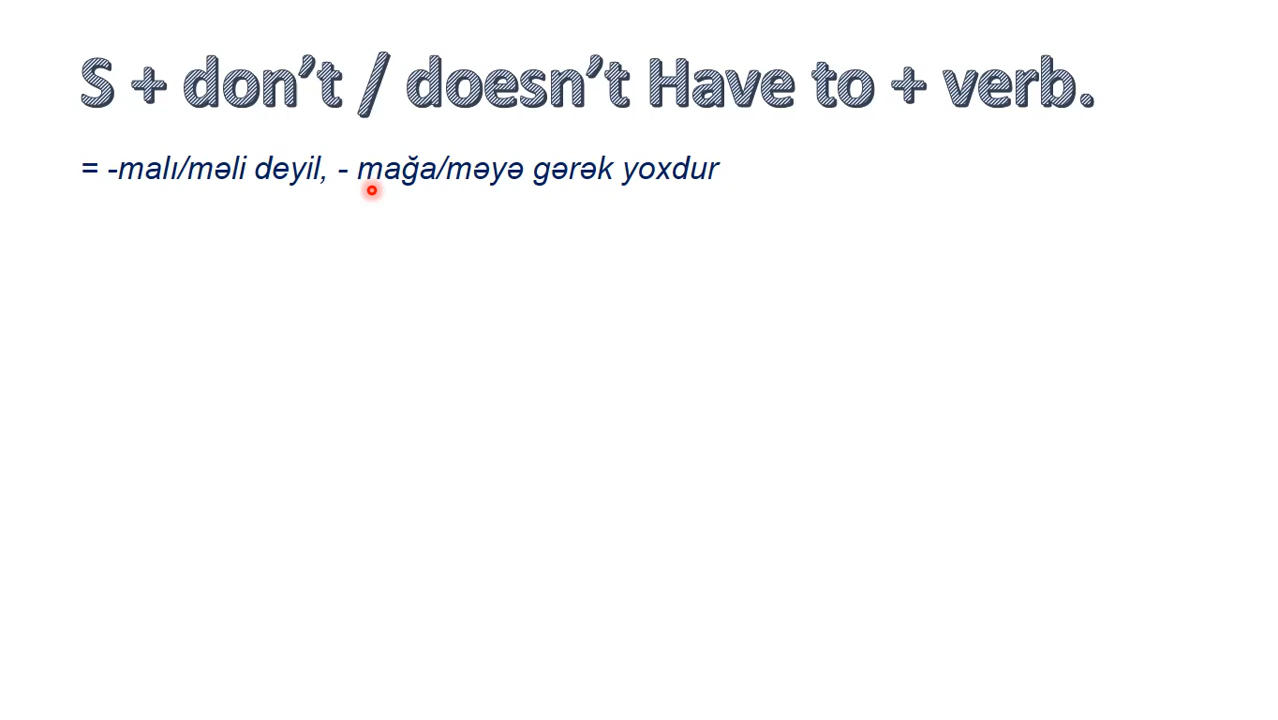 S + don’t / doesn’t Have to + verb.
= -malı/məli deyil, - mağa/məyə gərək yoxdur